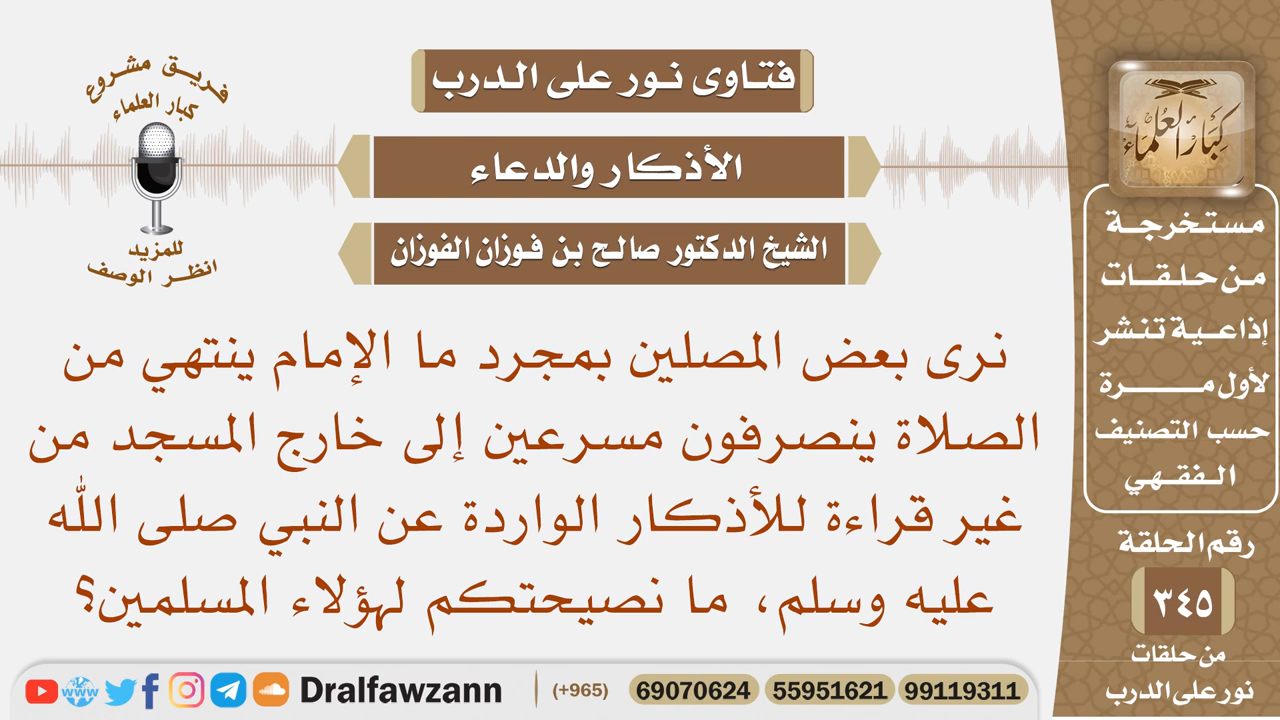 فتاوى نور على الدرب
الأذكار والدعاء
الشيخ الدكتور صالح بن فوزان الفوزان
فريق مشروع
كبار العلماء
للمزيد
انظر الوصف
نرى بعض المصلين بمجرد ما الإمام ينتهي من
الصلاة ينصرفون مسرعين إلى خارج المسجد من
غير قراءة للأذكار الواردة عن النبي صلى الله
عليه وسلم، ما نصيحتكم لهؤلاء المسلمين؟
كبار العلماء
مستخرجة
من حلقات
إذاعية تنشر
لأول مرة
حسب التصنيف
الفقهي
رقم الحلقة
٣٤٥
من حلقات
نور على الدرب
www
Dralfawzann
(+965) 69070624 55951621 99119311